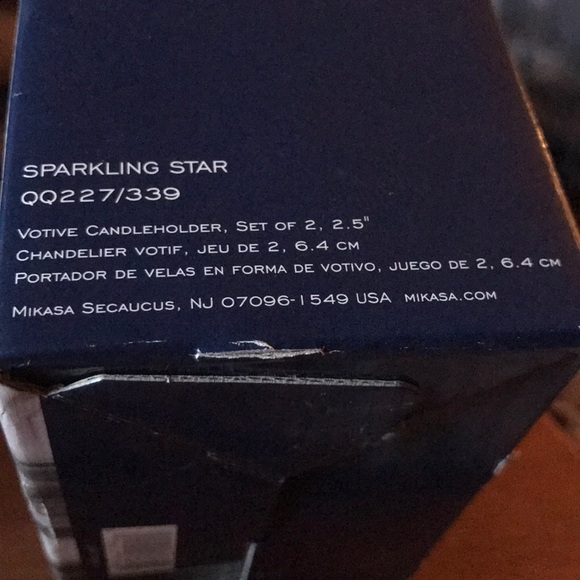 SPARKLING STAR
QQ227/339
VOTIVE CANDLEHOLDER, SET OF 2, 2.5"
CHANDELIER VOTIF, JEU DE 2, 6.4 CM
PORTADOR DE VELAS EN FORMA DE VOTIVO, JUEGO DE 2, 6.4 CM
MIKASA SECAUCUS, NJ 07096-1549 USA MIKASA.COM